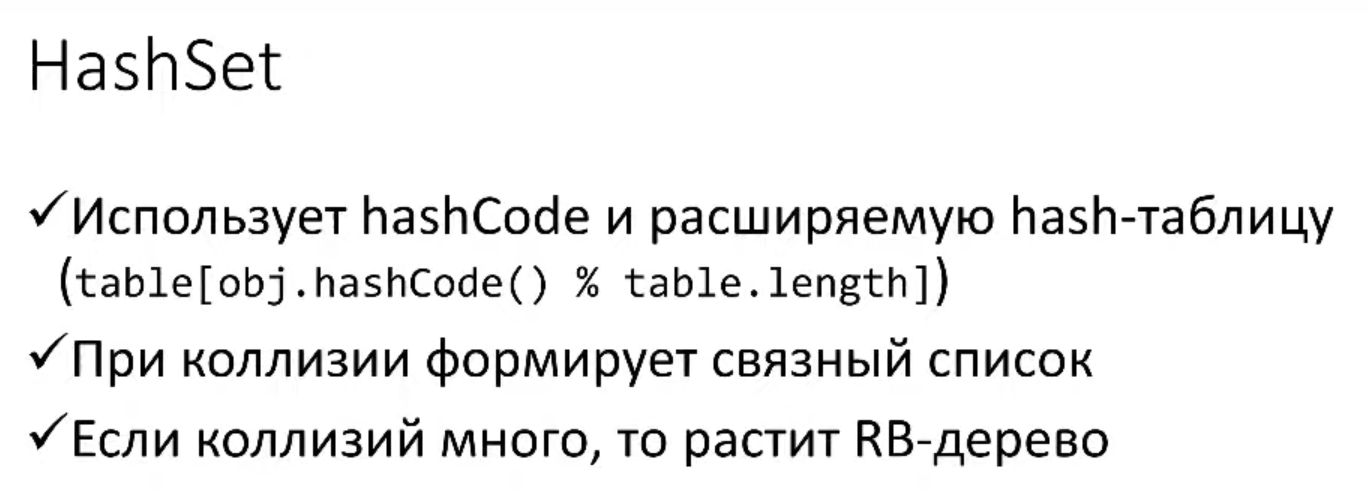 HashSet
✓Использует hashCode и расширяемую hash-таблицу
(table[obj.hashCode() % table.length])
✓При коллизии формирует связный список
✓Если коллизий много, то растит RB-дерево